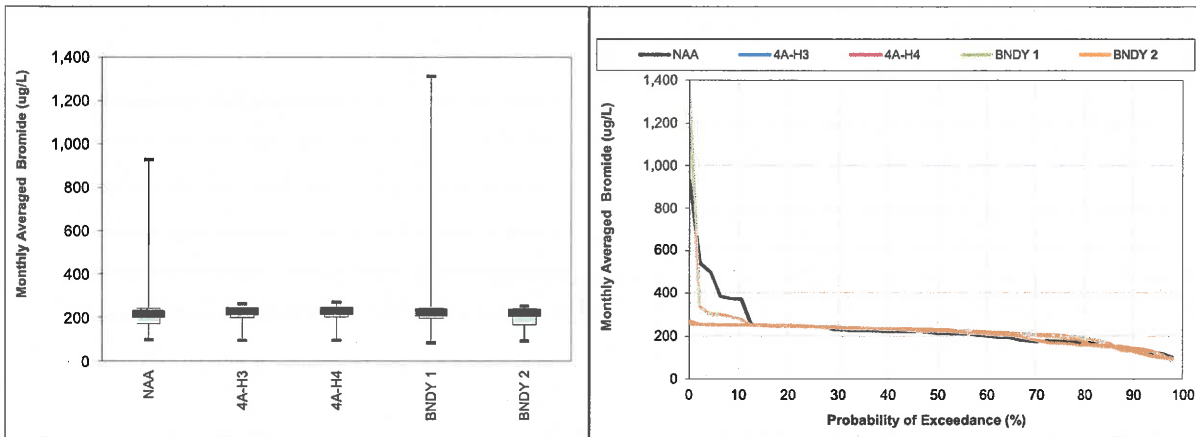 1,400
1,200
1,000
800
600
400
200
0
Monthly Averaged Bromide (ug/L)
NAA
4A-H3
4A-H4
BNDY 1
BNDY 2
NAA 4A-H3 4A-H4 BNDY 1 BNDY 2
1,400
1,200
1,000
800
600
400
200
0
Monthly Averaged Bromide (ug/L)
0 10 20 30 40 50 60 70 80 90 100
Probability of Exceedance (%)